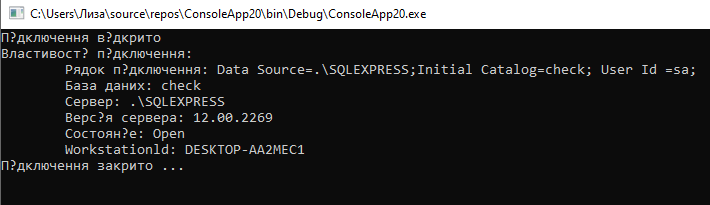 C:\Users\Лиза\source\repos\ConsoleApp20\bin\Debug\ConsoleApp20.exe
П?дключення в?дкрито
Властивост? п?дключення:
Рядок п?дключення: Data Source=.\SQLEXPRESS;Initial Catalog=check; User Id =sa;
База даних: check
Сервер: .\SQLEXPRESS
Верс?я сервера: 12.00.2269
Состоян?е: Open
Workstationld: DESKTOP-AA2MEC1
П?дключення закрито ...